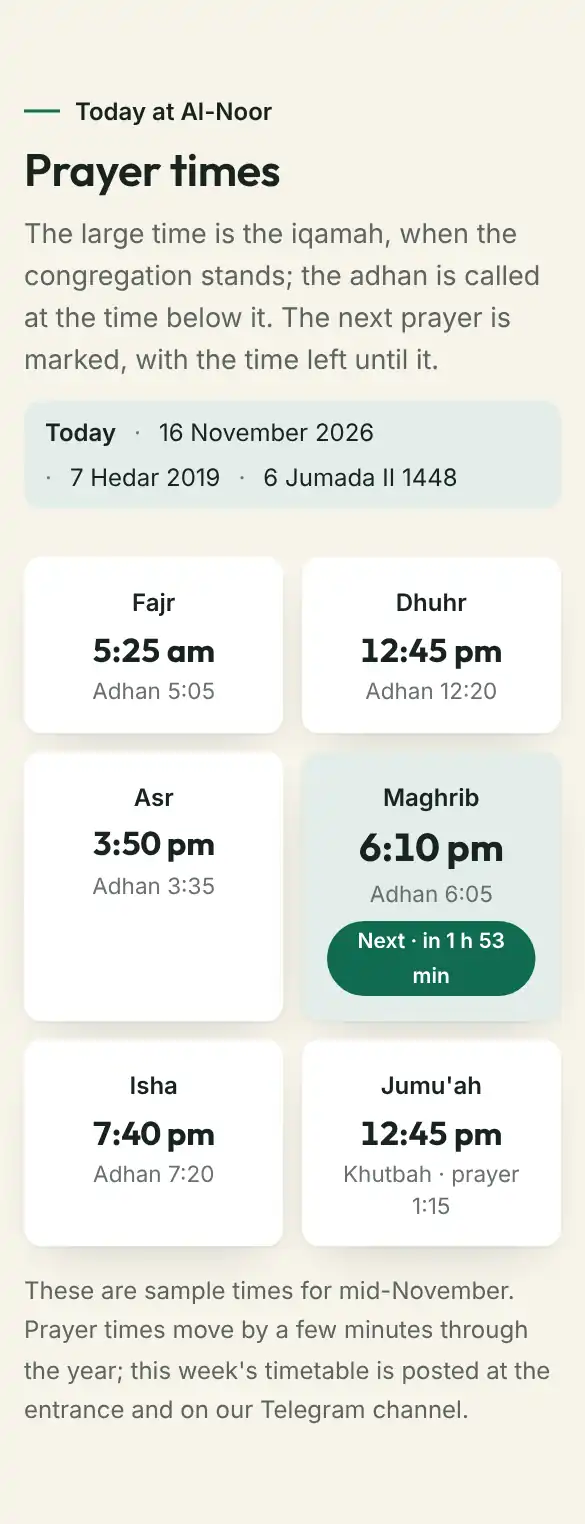 Today at Al-Noor
Prayer times
The large time is the iqamah, when the
congregation stands; the adhan is called
at the time below it. The next prayer is
marked, with the time left until it.
Today · 16 November 2026
· 7 Hedar 2019 · 6 Jumada II 1448
Fajr
5:25 am
Adhan 5:05
Dhuhr
12:45 pm
Adhan 12:20
Asr
3:50 pm
Adhan 3:35
Maghrib
6:10 pm
Adhan 6:05
Next · in 1 h 53
min
Isha
7:40 pm
Adhan 7:20
Jumu'ah
12:45 pm
Khutbah · prayer
1:15
These are sample times for mid-November.
Prayer times move by a few minutes through
the year; this week's timetable is posted at the
entrance and on our Telegram channel.